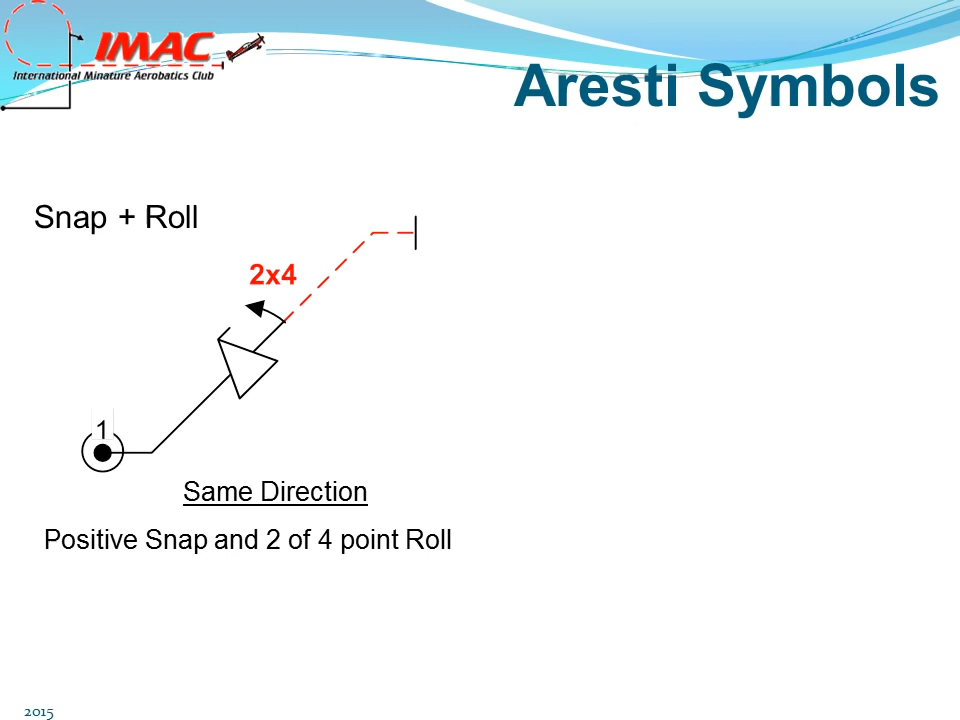 IMAC
International Minature Aerobatics Club
Aresti Symbols
Snap + Roll
2x4
1
Same Direction
Positive Snap and 2 of 4 point Roll
2015